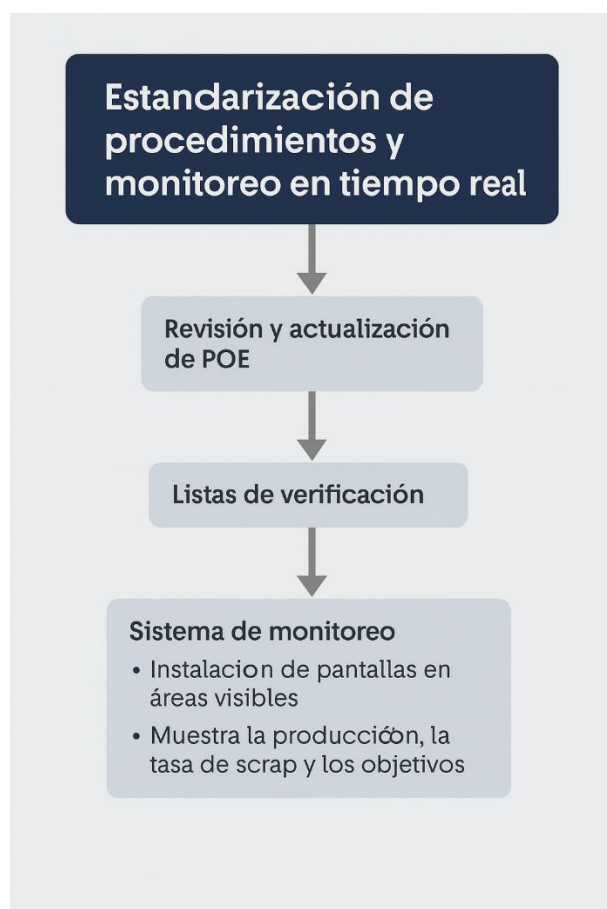 Estandarización de
procedimientos y
monitoreo en tiempo real
Revisión y actualización
de POE
Listas de verificación
Sistema de monitoreo
• Instalacion de pantallas en
áreas visibles
• Muestra la producción, la
tasa de scrap y los objetivos